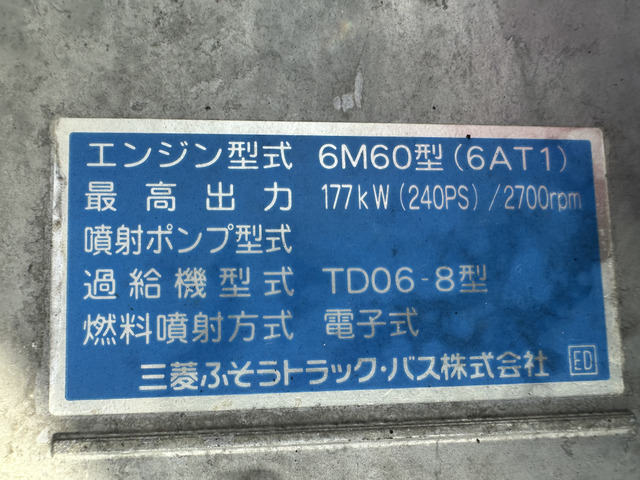 エンジン型式 6M60型(6AT1)
最高出力 177kW(240PS)/2700rpm
噴射ポンプ型式
過給機型式 TD06-8型
燃料噴射方式 電子式
三菱ふそうトラック・バス株式会社 ED